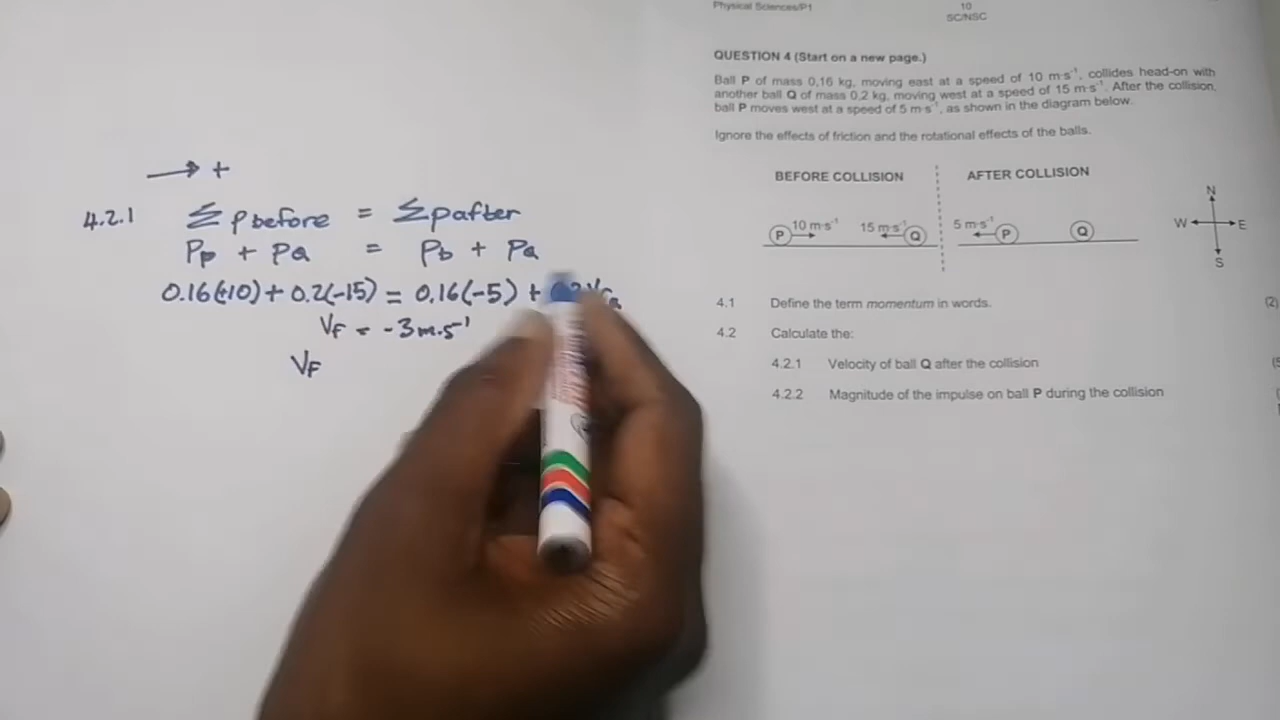 → +
4.2.1 Σp before = Σp after
Pp + PQ = Pb + PQ
0.16(+10) + 0.2(-15) = 0.16(-5) +
VF = -3m.s-¹
VF
Physical Sciences/P1
10
SC/NSC
QUESTION 4 (Start on a new page.)
Ball P of mass 0,16 kg, moving east at a speed of 10 m·s⁻¹, collides head-on with
another ball Q of mass 0,2 kg, moving west at a speed of 15 m·s⁻¹. After the collision,
ball P moves west at a speed of 5 m·s⁻¹, as shown in the diagram below.
Ignore the effects of friction and the rotational effects of the balls.
BEFORE COLLISION AFTER COLLISION
P 10 m·s⁻¹ 15 m·s⁻¹ Q 5 m·s⁻¹ P Q
N
W E
S
4.1 Define the term momentum in words. (2)
4.2 Calculate the:
4.2.1 Velocity of ball Q after the collision
4.2.2 Magnitude of the impulse on ball P during the collision